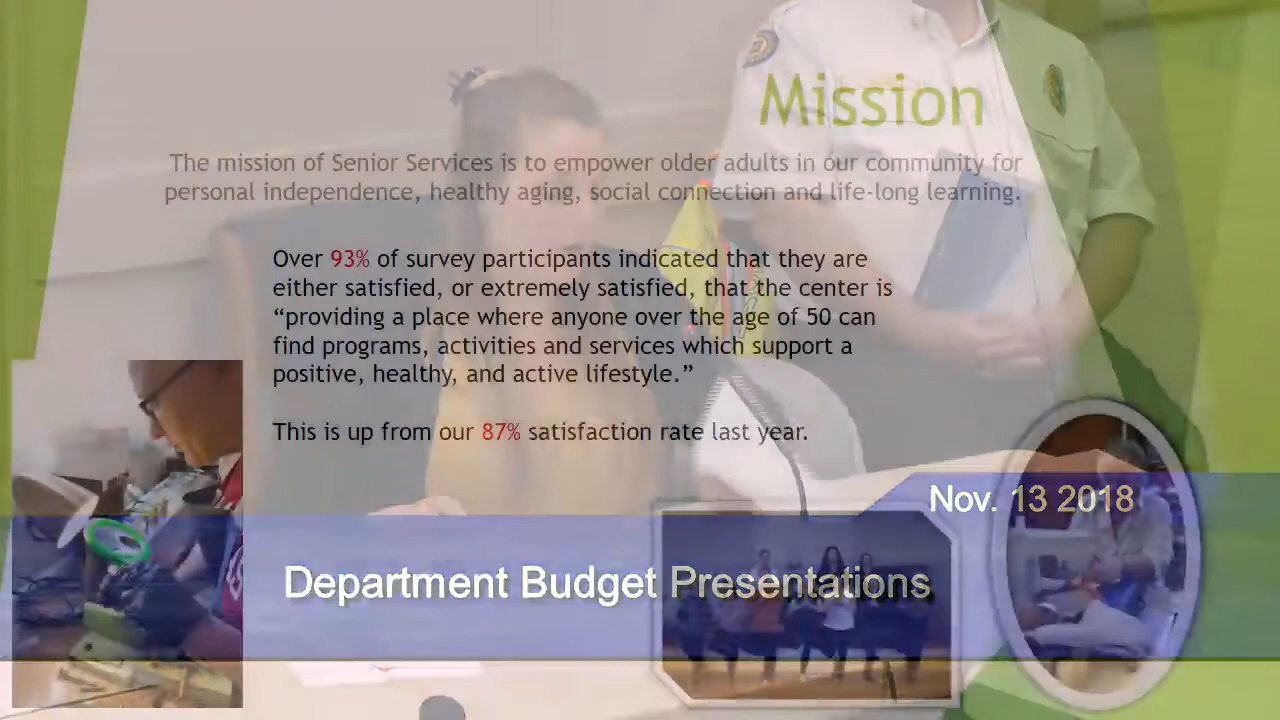 Mission
The mission of Senior Services is to empower older adults in our community for
personal independence, healthy aging, social connection and life-long learning.
Over 93% of survey participants indicated that they are
either satisfied, or extremely satisfied, that the center is
“providing a place where anyone over the age of 50 can
find programs, activities and services which support a
positive, healthy, and active lifestyle.”
This is up from our 87% satisfaction rate last year.
Nov. 13 2018
Department Budget Presentations